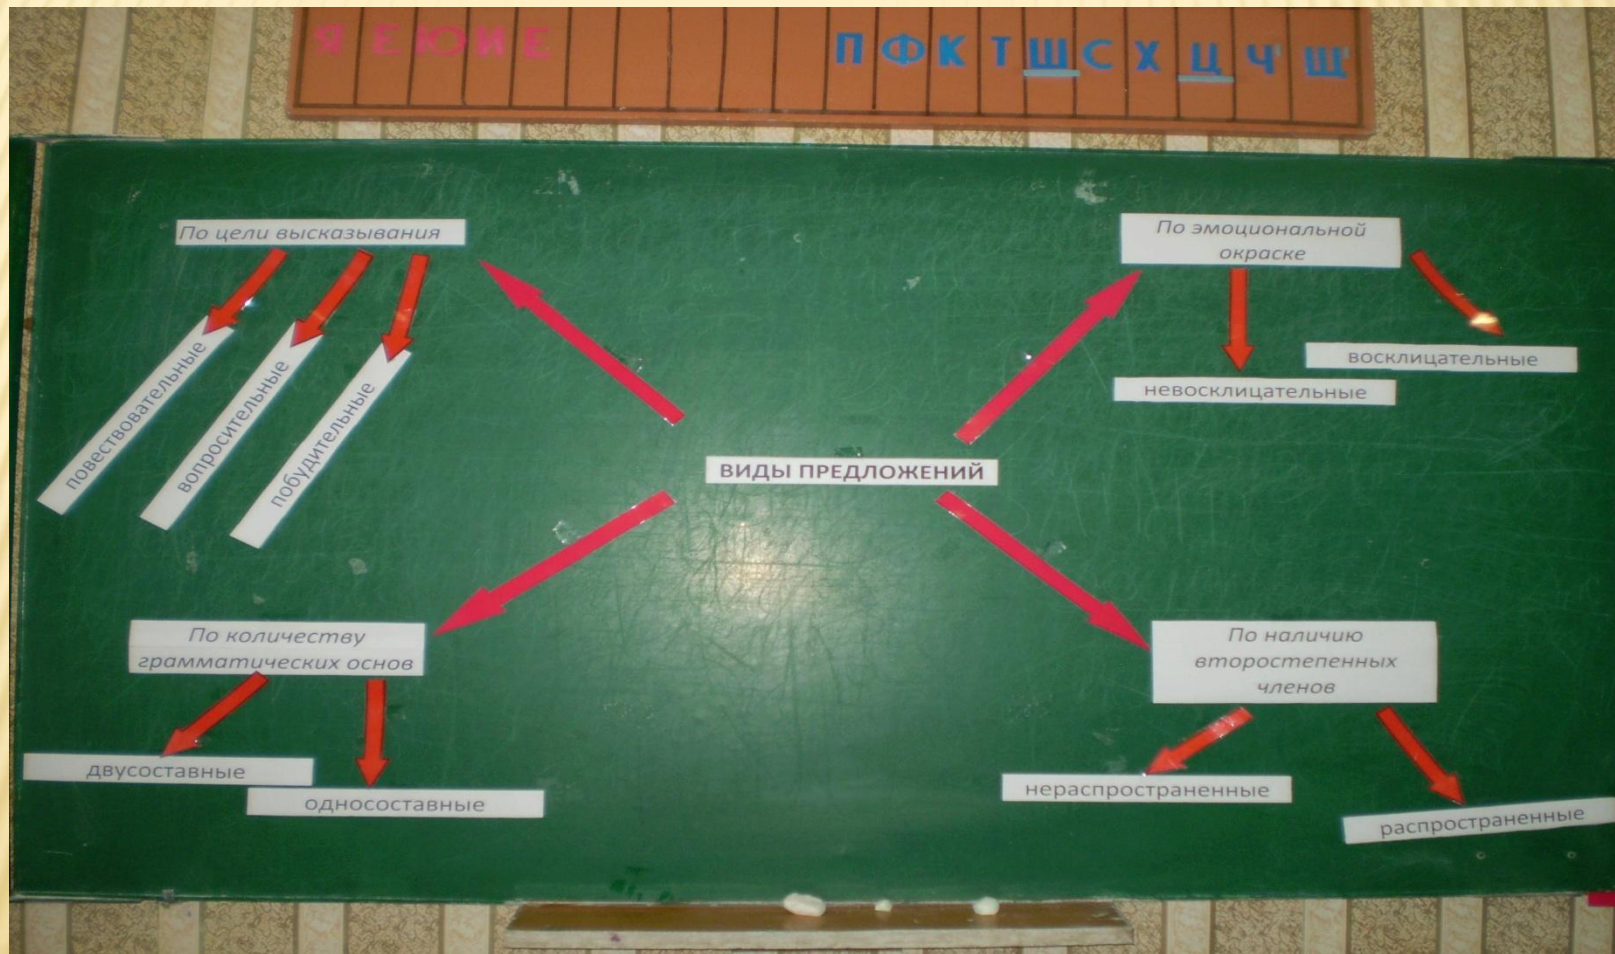 Я Е Ю И Е
П Ф К Т Ш С Х Ц Ч' Щ'
По цели высказывания
повествовательные
вопросительные
побудительные
По эмоциональной
окраске
невосклицательные
восклицательные
ВИДЫ ПРЕДЛОЖЕНИЙ
По количеству
грамматических основ
двусоставные
односоставные
По наличию
второстепенных
членов
нераспространенные
распространенные